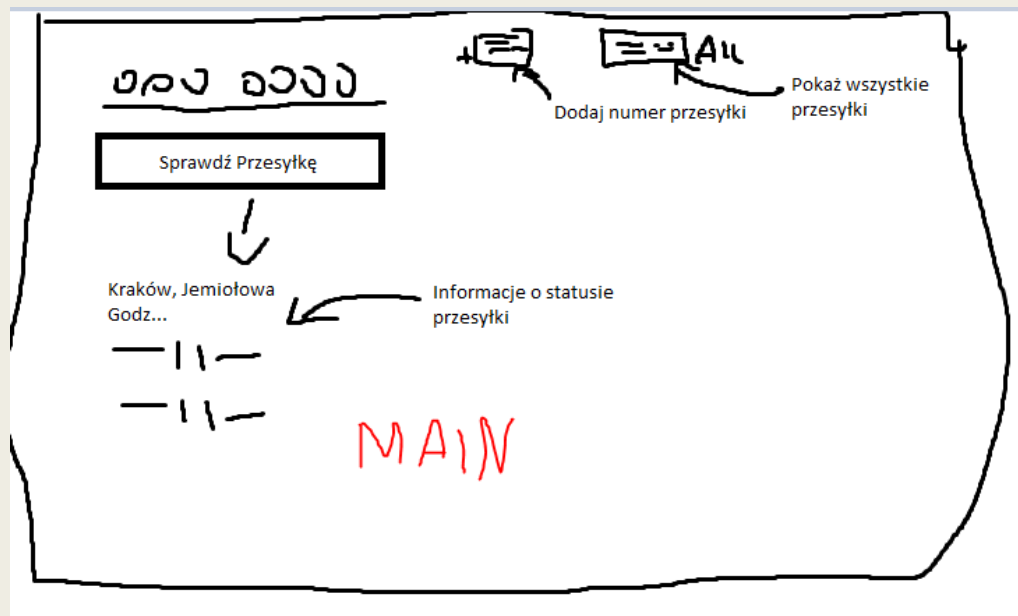 All
Dodaj numer przesyłki
Pokaż wszystkie
przesyłki
Sprawdź Przesyłkę
Kraków, Jemiołowa
Godz...
Informacje o statusie
przesyłki
MAIN